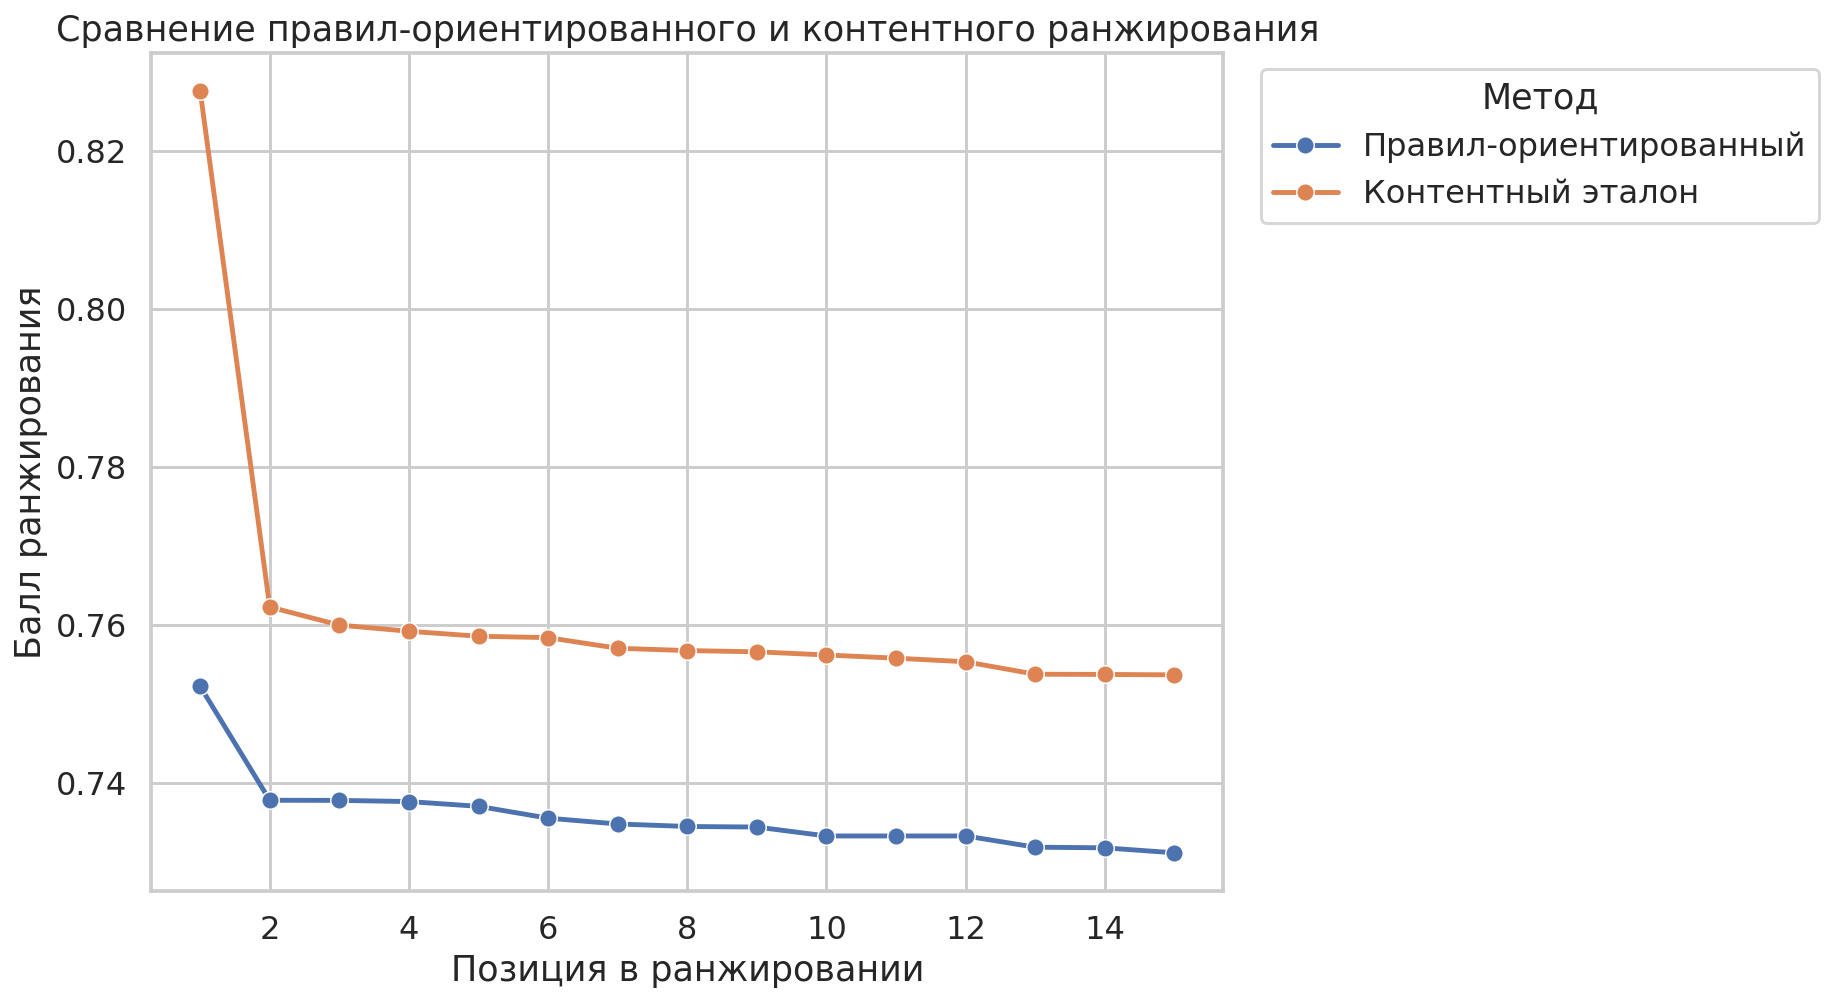 Сравнение правил-ориентированного и контентного ранжирования
Метод
Правил-ориентированный
Контентный эталон
Балл ранжирования
0.82
0.80
0.78
0.76
0.74
2 4 6 8 10 12 14
Позиция в ранжировании